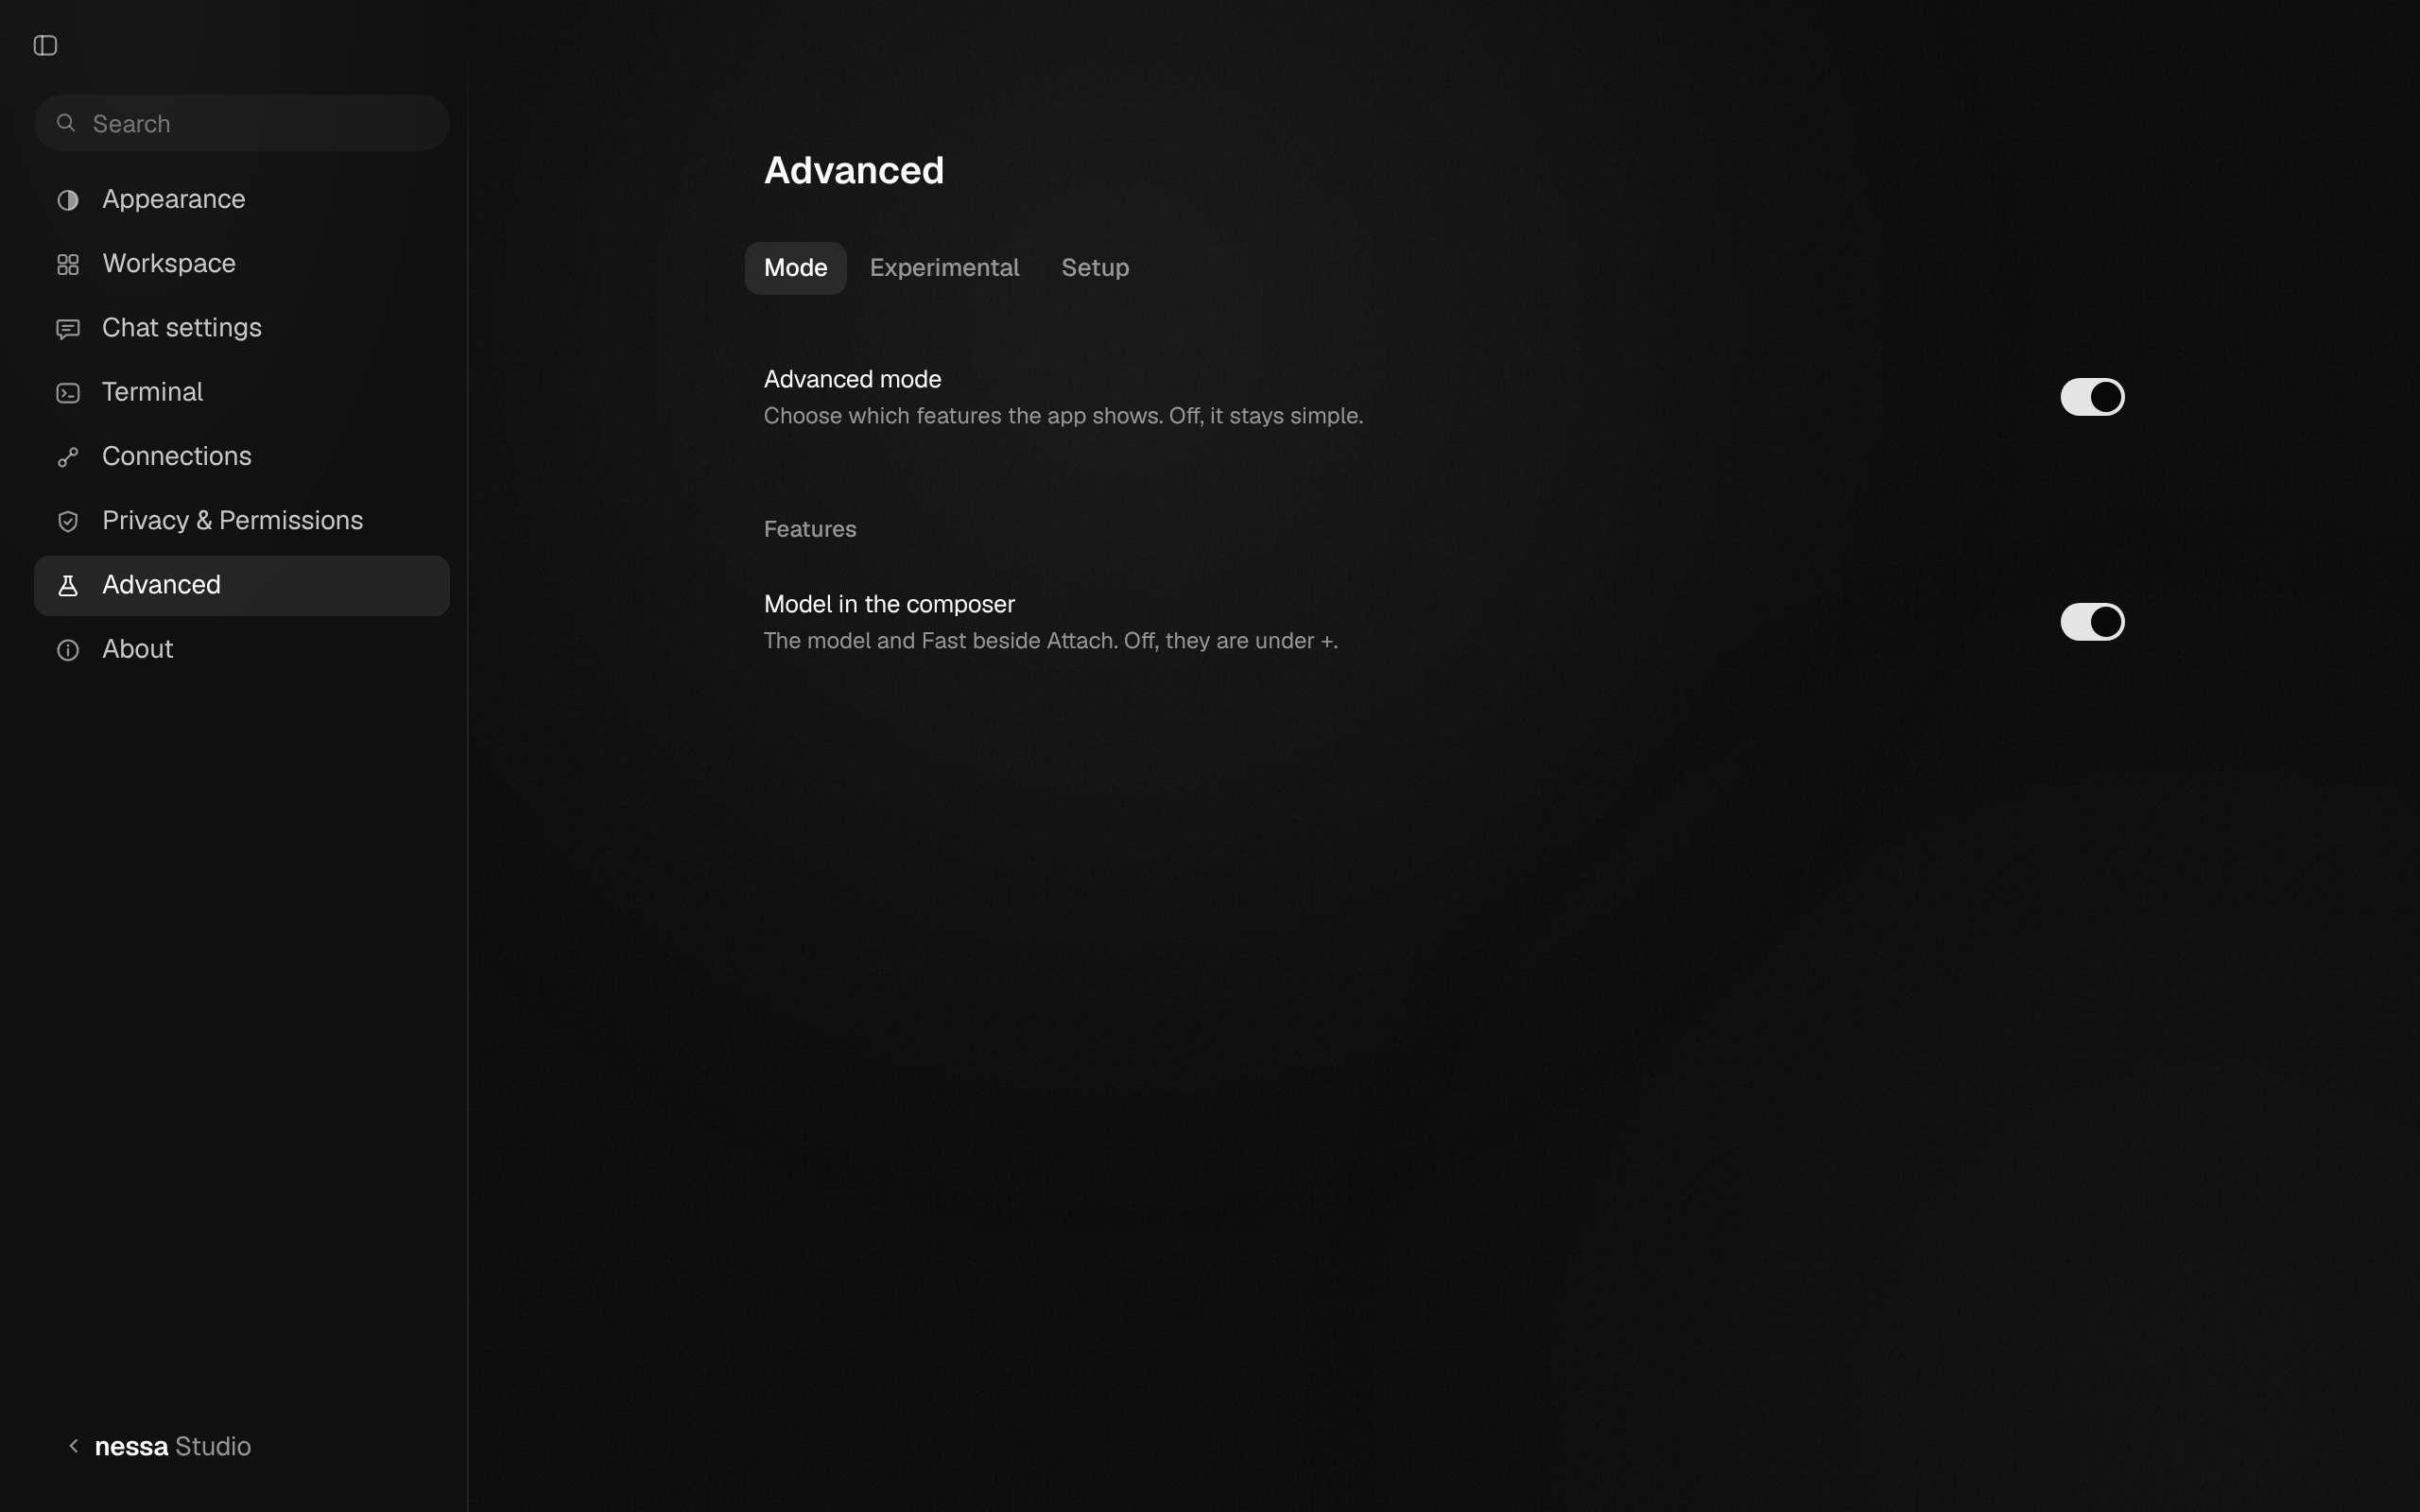 Search
Appearance
Workspace
Chat settings
Terminal
Connections
Privacy & Permissions
Advanced
About
nessa Studio
Advanced
Mode Experimental Setup
Advanced mode
Choose which features the app shows. Off, it stays simple.
Features
Model in the composer
The model and Fast beside Attach. Off, they are under +.